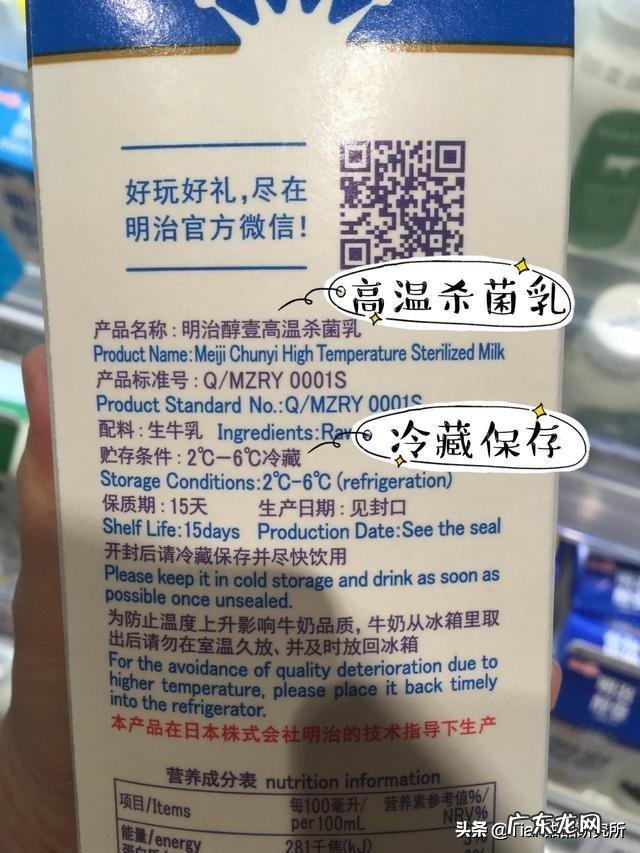 好玩好礼,尽在
明治官方微信!
高温杀菌乳
产品名称:明治醇壹高温杀菌乳
Product Name:Meiji Chunyi High Temperature Sterilized Milk
产品标准号:Q/MZRY 0001S
Product Standard No.:Q/MZRY 0001S
配料:生牛乳 Ingredients:Raw
冷藏保存
贮存条件:2℃-6℃冷藏
Storage Conditions:2℃-6℃(refrigeration)
保质期:15天 生产日期:见封口
Shelf Life:15days Production Date:See the seal
开封后请冷藏保存并尽快饮用
Please keep it in cold storage and drink as soon as
possible once unsealed.
为防止温度上升影响牛奶品质,牛奶从冰箱里取
出后请勿在室温久放、并及时放回冰箱
For the avoidance of quality deterioration due to
higher temperature, please place it back timely
into the refrigerator.
本产品在日本株式会社明治的技术指导下生产
营养成分表 nutrition information
项目/Items 每100毫升/ per 100mL 营养素参考值%/ NRV%
能量/energy 281千焦(kJ) 3%
头条 广东龙网